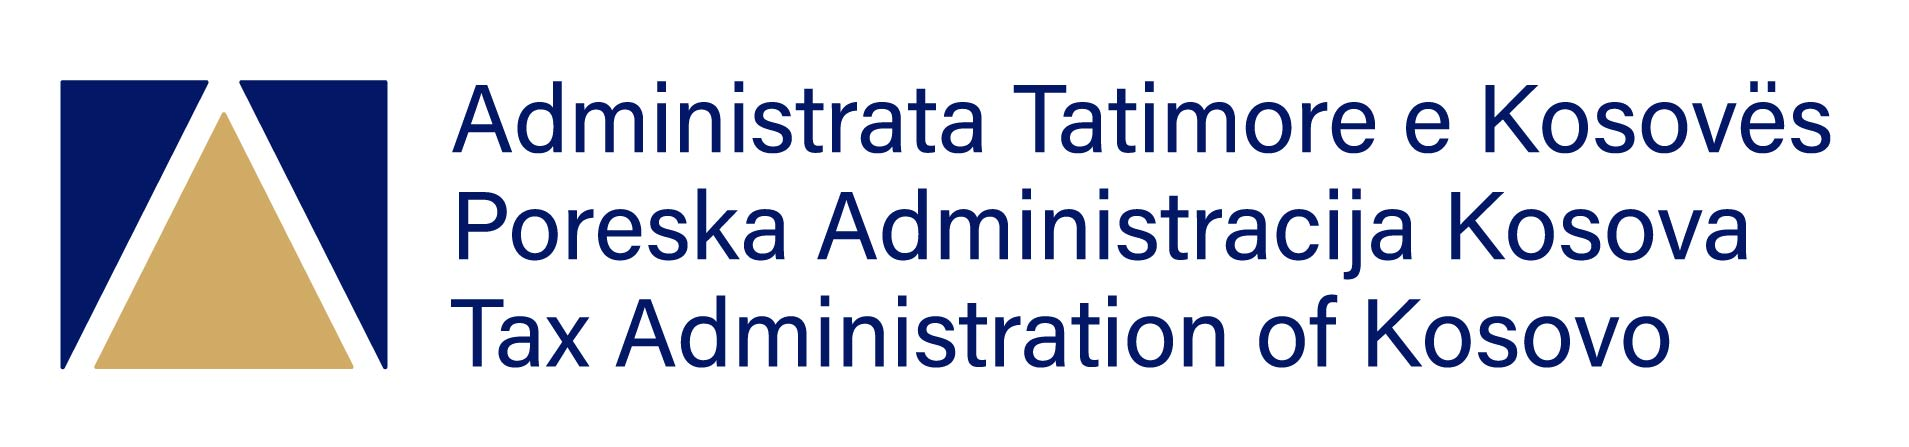 Administrata Tatimore e Kosovës
Poreska Administracija Kosova
Tax Administration of Kosovo